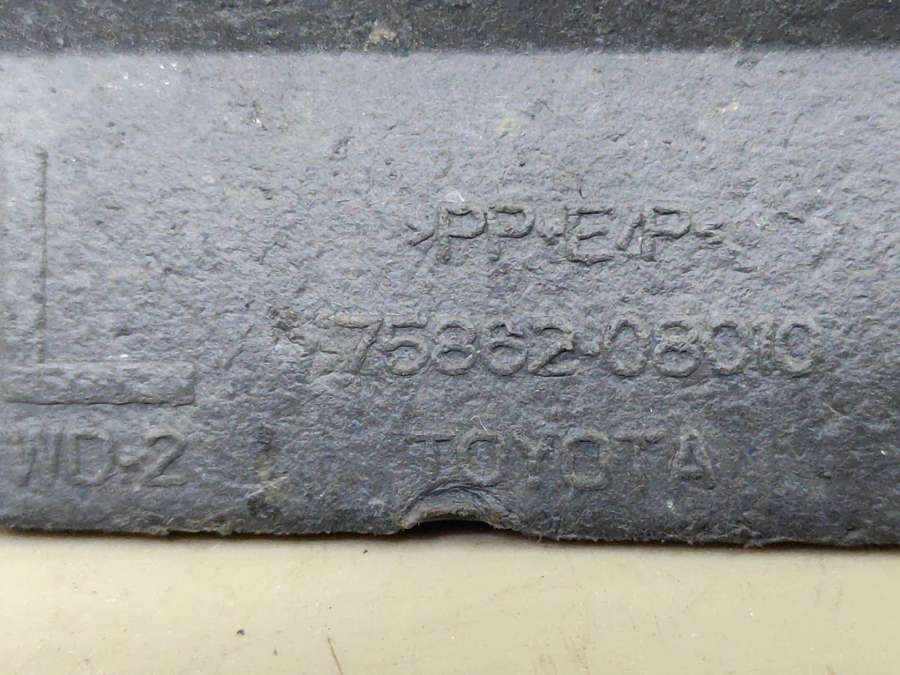 >PP+E/P<
75862-08010
L
WD-2
TOYOTA